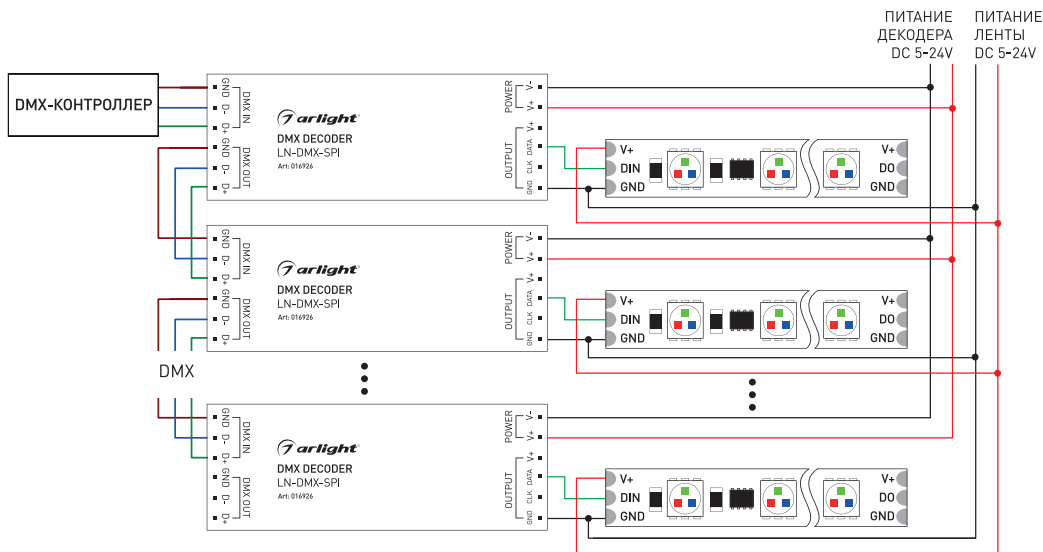 ПИТАНИЕ ДЕКОДЕРА DC 5-24V
ПИТАНИЕ ЛЕНТЫ DC 5-24V
DMX-КОНТРОЛЛЕР
GND
D-
D+
DMX IN
GND
D-
D+
DMX OUT
arlight®
DMX DECODER
LN-DMX-SPI
Art: 016926
POWER
V-
V+
OUTPUT
V+
DATA
CLK
GND
V+
DIN
GND
V+
DO
GND
GND
D-
D+
DMX IN
GND
D-
D+
DMX OUT
arlight®
DMX DECODER
LN-DMX-SPI
Art: 016926
POWER
V-
V+
OUTPUT
V+
DATA
CLK
GND
V+
DIN
GND
V+
DO
GND
DMX
GND
D-
D+
DMX IN
GND
D-
D+
DMX OUT
arlight®
DMX DECODER
LN-DMX-SPI
Art: 016926
POWER
V-
V+
OUTPUT
V+
DATA
CLK
GND
V+
DIN
GND
V+
DO
GND